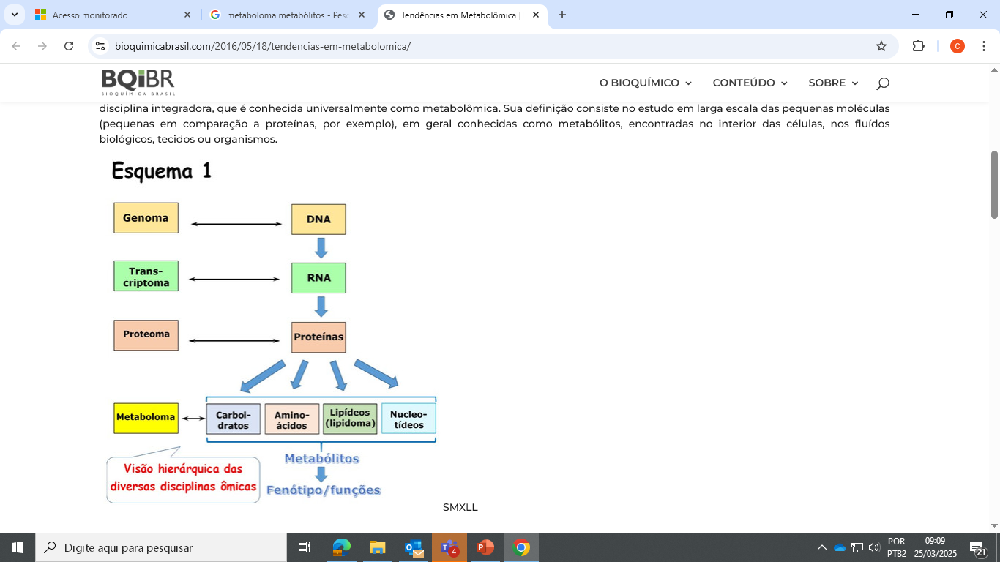 Acesso monitorado
metaboloma metabólitos - Pesq
Tendências em Metabolômica |
bioquimicabrasil.com/2016/05/18/tendencias-em-metabolomica/
C
BQiBR
BIOQUÍMICA BRASIL
O BIOQUÍMICO
CONTEÚDO
SOBRE
disciplina integradora, que é conhecida universalmente como metabolômica. Sua definição consiste no estudo em larga escala das pequenas moléculas
(pequenas em comparação a proteínas, por exemplo), em geral conhecidas como metabólitos, encontradas no interior das células, nos fluídos
biológicos, tecidos ou organismos.
Esquema 1
Genoma
DNA
Trans-
criptoma
RNA
Proteoma
Proteínas
Metaboloma
Carboi-
dratos
Amino-
ácidos
Lipídeos
(lipidoma)
Nucleo-
tídeos
Metabólitos
Visão hierárquica das
diversas disciplinas ômicas
Fenótipo/funções
SMXLL
Digite aqui para pesquisar
4
POR
PTB2
09:09
25/03/2025
21